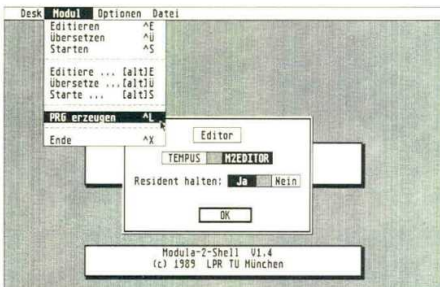 Desk Modul Optionen Datei
Editieren ^E
Übersetzen ^Ü
Starten ^S
Editiere ... [alt]E
Übersetze ...[alt]Ü
Starte ... [alt]S
PRG erzeugen ^L
Ende ^X
Editor
TEMPUS M2EDITOR
Resident halten: Ja Nein
OK
Modula-2-Shell V1.4
(c) 1989 LPR TU München